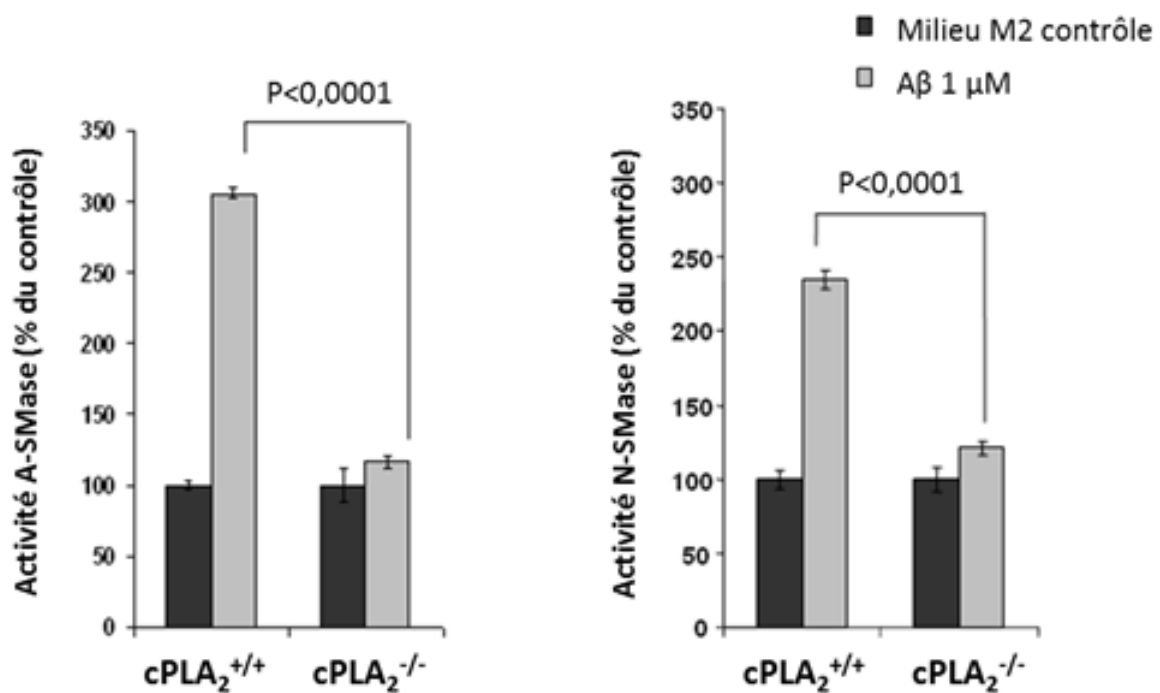 Milieu M2 contrôle
Aβ 1 µM
P<0,0001
Activité A-SMase (% du contrôle)
350
300
250
200
150
100
50
0
cPLA₂⁺/⁺
cPLA₂⁻/⁻
P<0,0001
Activité N-SMase (% du contrôle)
350
300
250
200
150
100
50
0
cPLA₂⁺/⁺
cPLA₂⁻/⁻